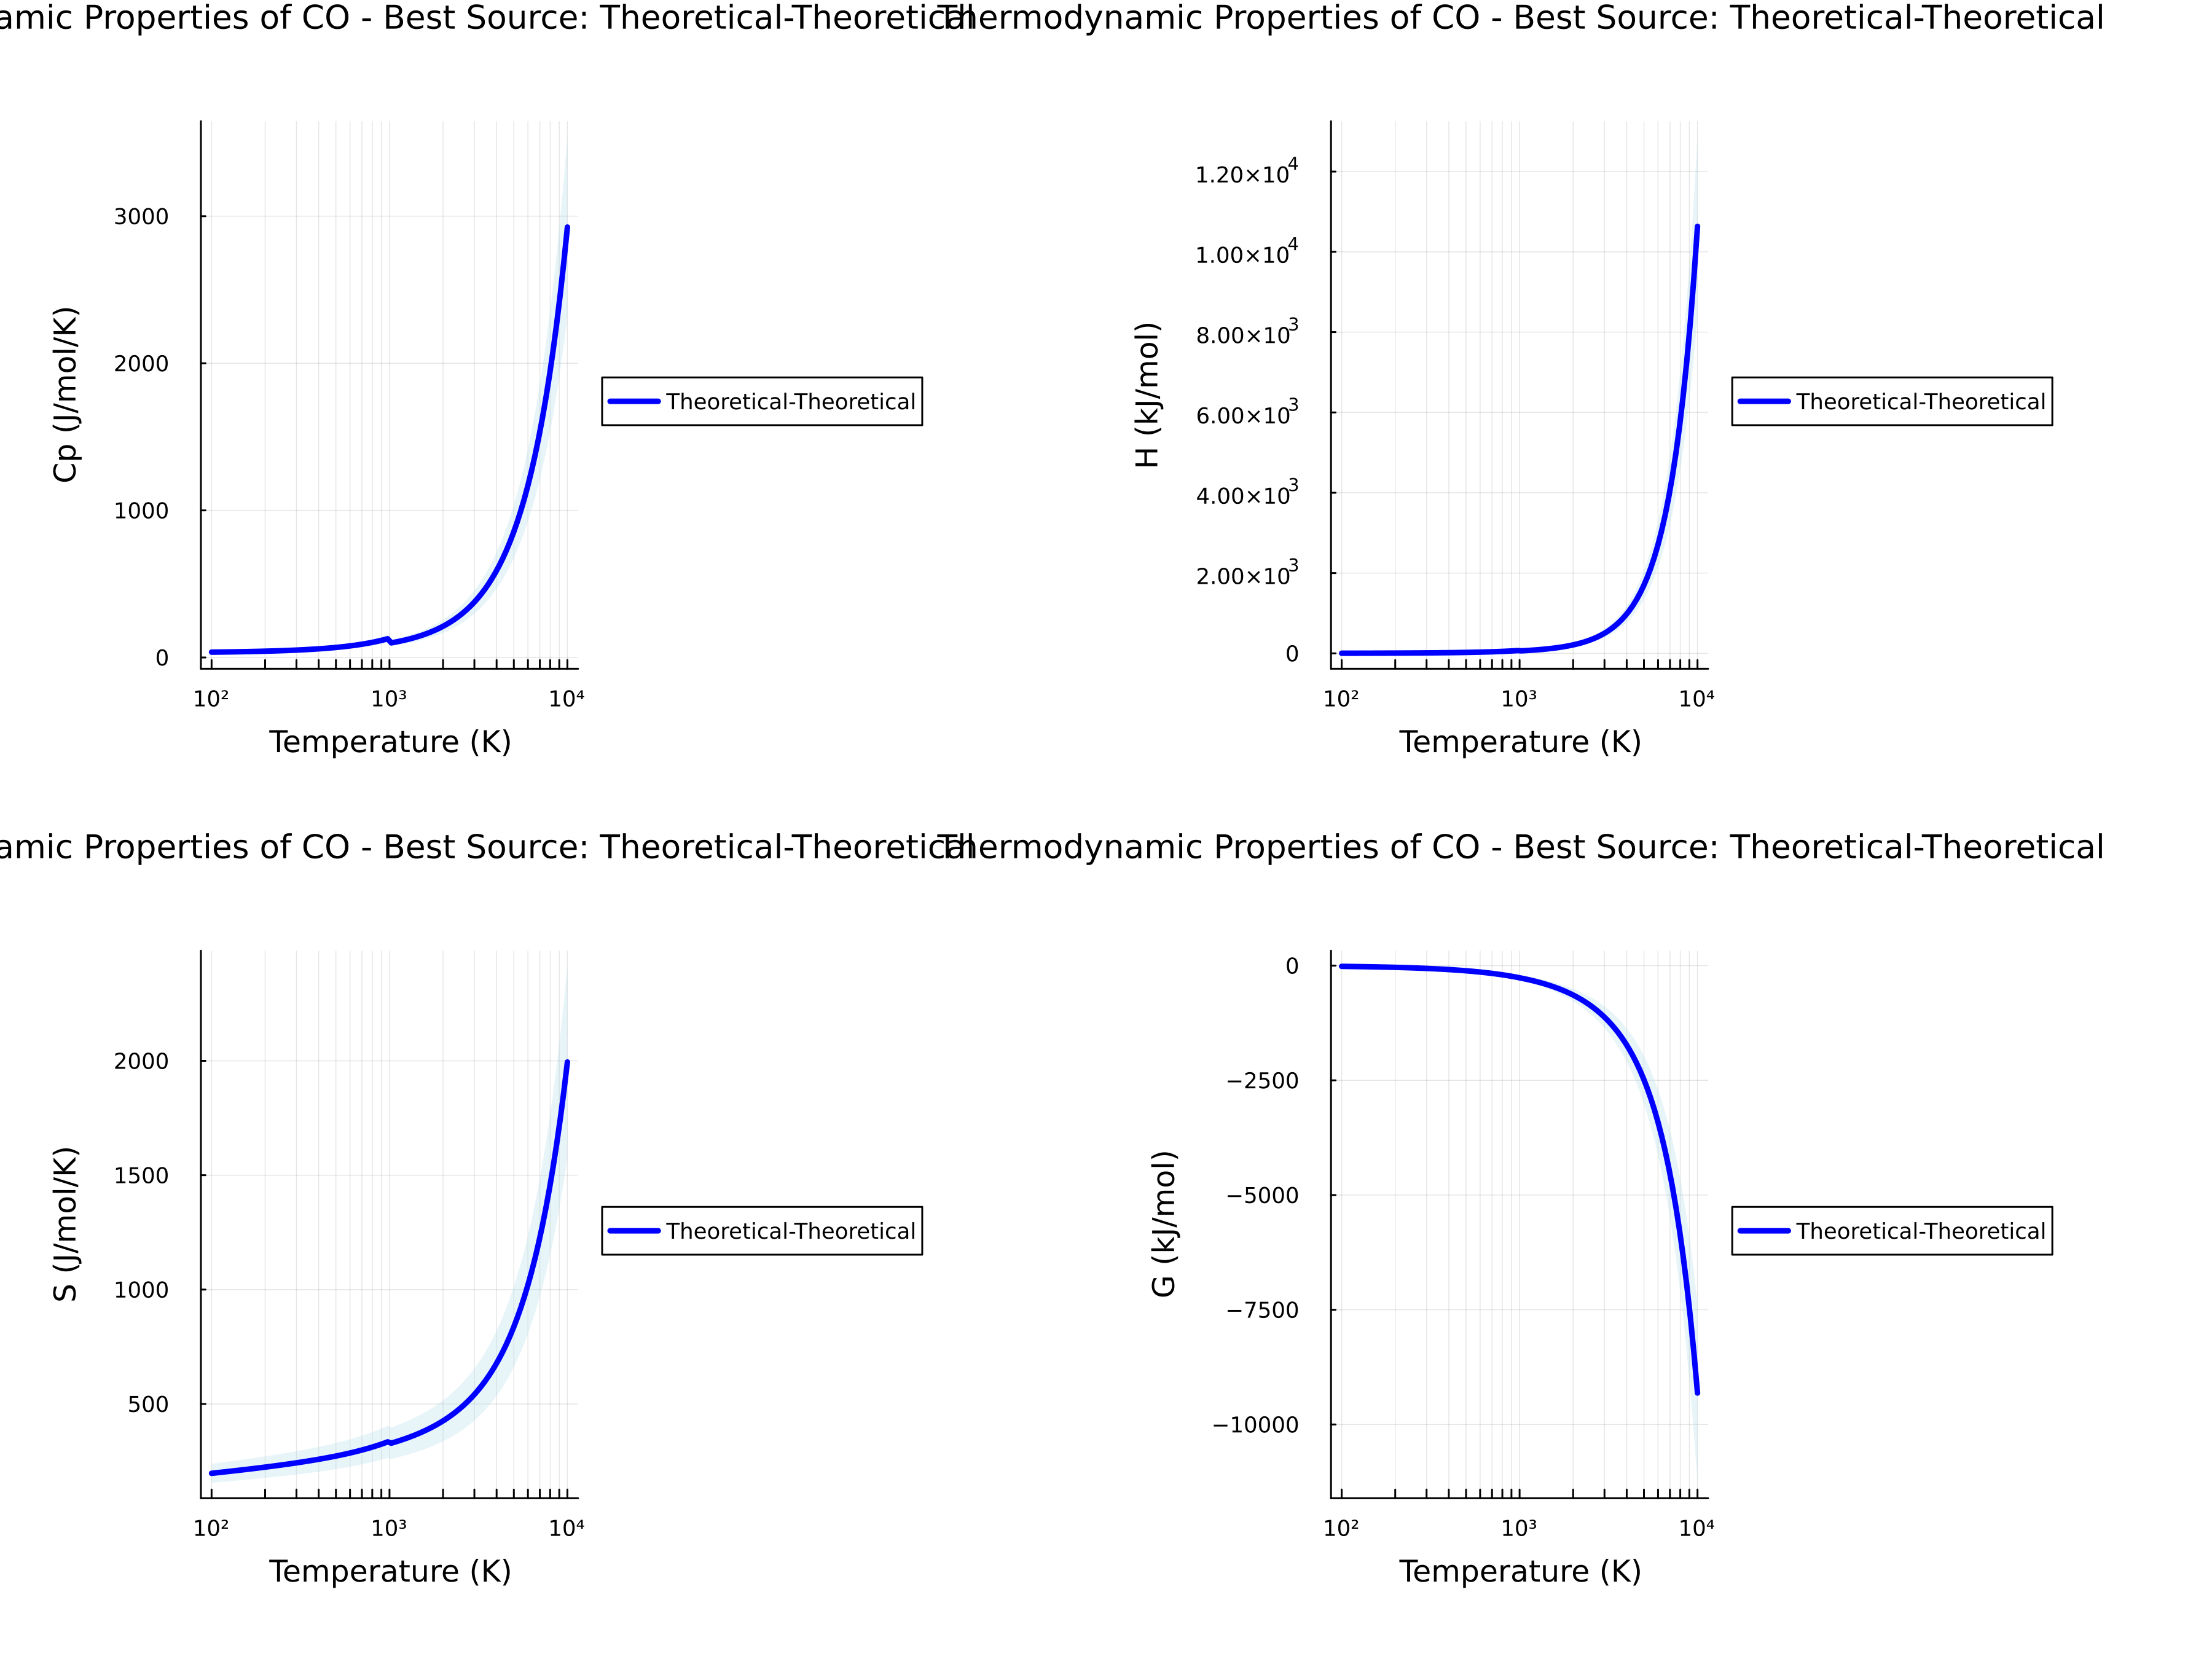 amic Properties of CO - Best Source: Theoretical-Theoretical
Thermodynamic Properties of CO - Best Source: Theoretical-Theoretical
Cp (J/mol/K)
3000
2000
1000
0
10² 10³ 10⁴
Temperature (K)
Theoretical-Theoretical
H (kJ/mol)
1.20×10⁴
1.00×10⁴
8.00×10³
6.00×10³
4.00×10³
2.00×10³
0
10² 10³ 10⁴
Temperature (K)
Theoretical-Theoretical
amic Properties of CO - Best Source: Theoretical-Theoretical
Thermodynamic Properties of CO - Best Source: Theoretical-Theoretical
S (J/mol/K)
2000
1500
1000
500
10² 10³ 10⁴
Temperature (K)
Theoretical-Theoretical
G (kJ/mol)
0
−2500
−5000
−7500
−10000
10² 10³ 10⁴
Temperature (K)
Theoretical-Theoretical